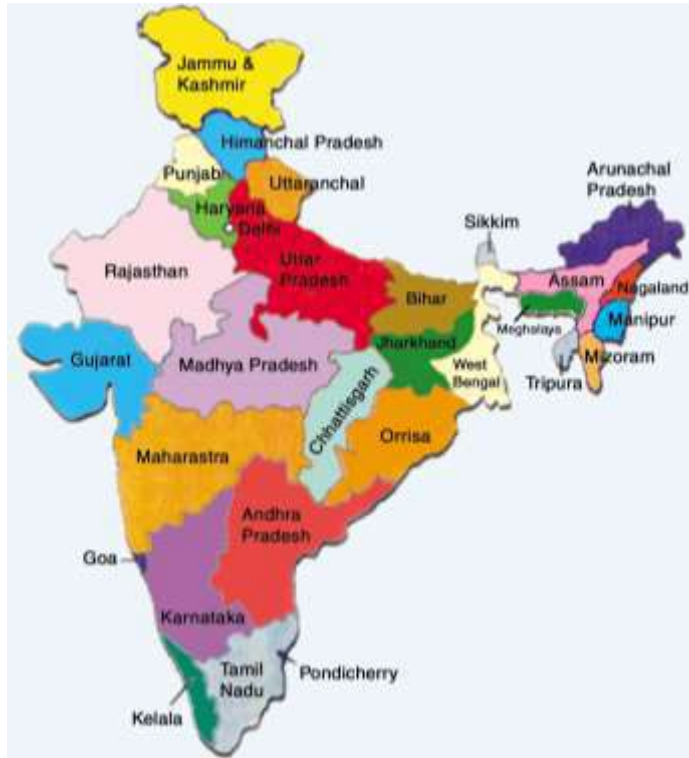 Jammu &
Kashmir
Himanchal Pradesh
Punjab
Uttaranchal
Haryana
Delhi
Arunachal
Pradesh
Sikkim
Rajasthan
Uttar
Pradesh
Bihar
Assam
Nagaland
Meghalaya
Manipur
Gujarat
Madhya Pradesh
Jharkhand
West
Bengal
Mizoram
Tripura
Chhattisgarh
Orrisa
Maharastra
Andhra
Pradesh
Goa
Karnataka
Tamil
Nadu
Pondicherry
Kelala